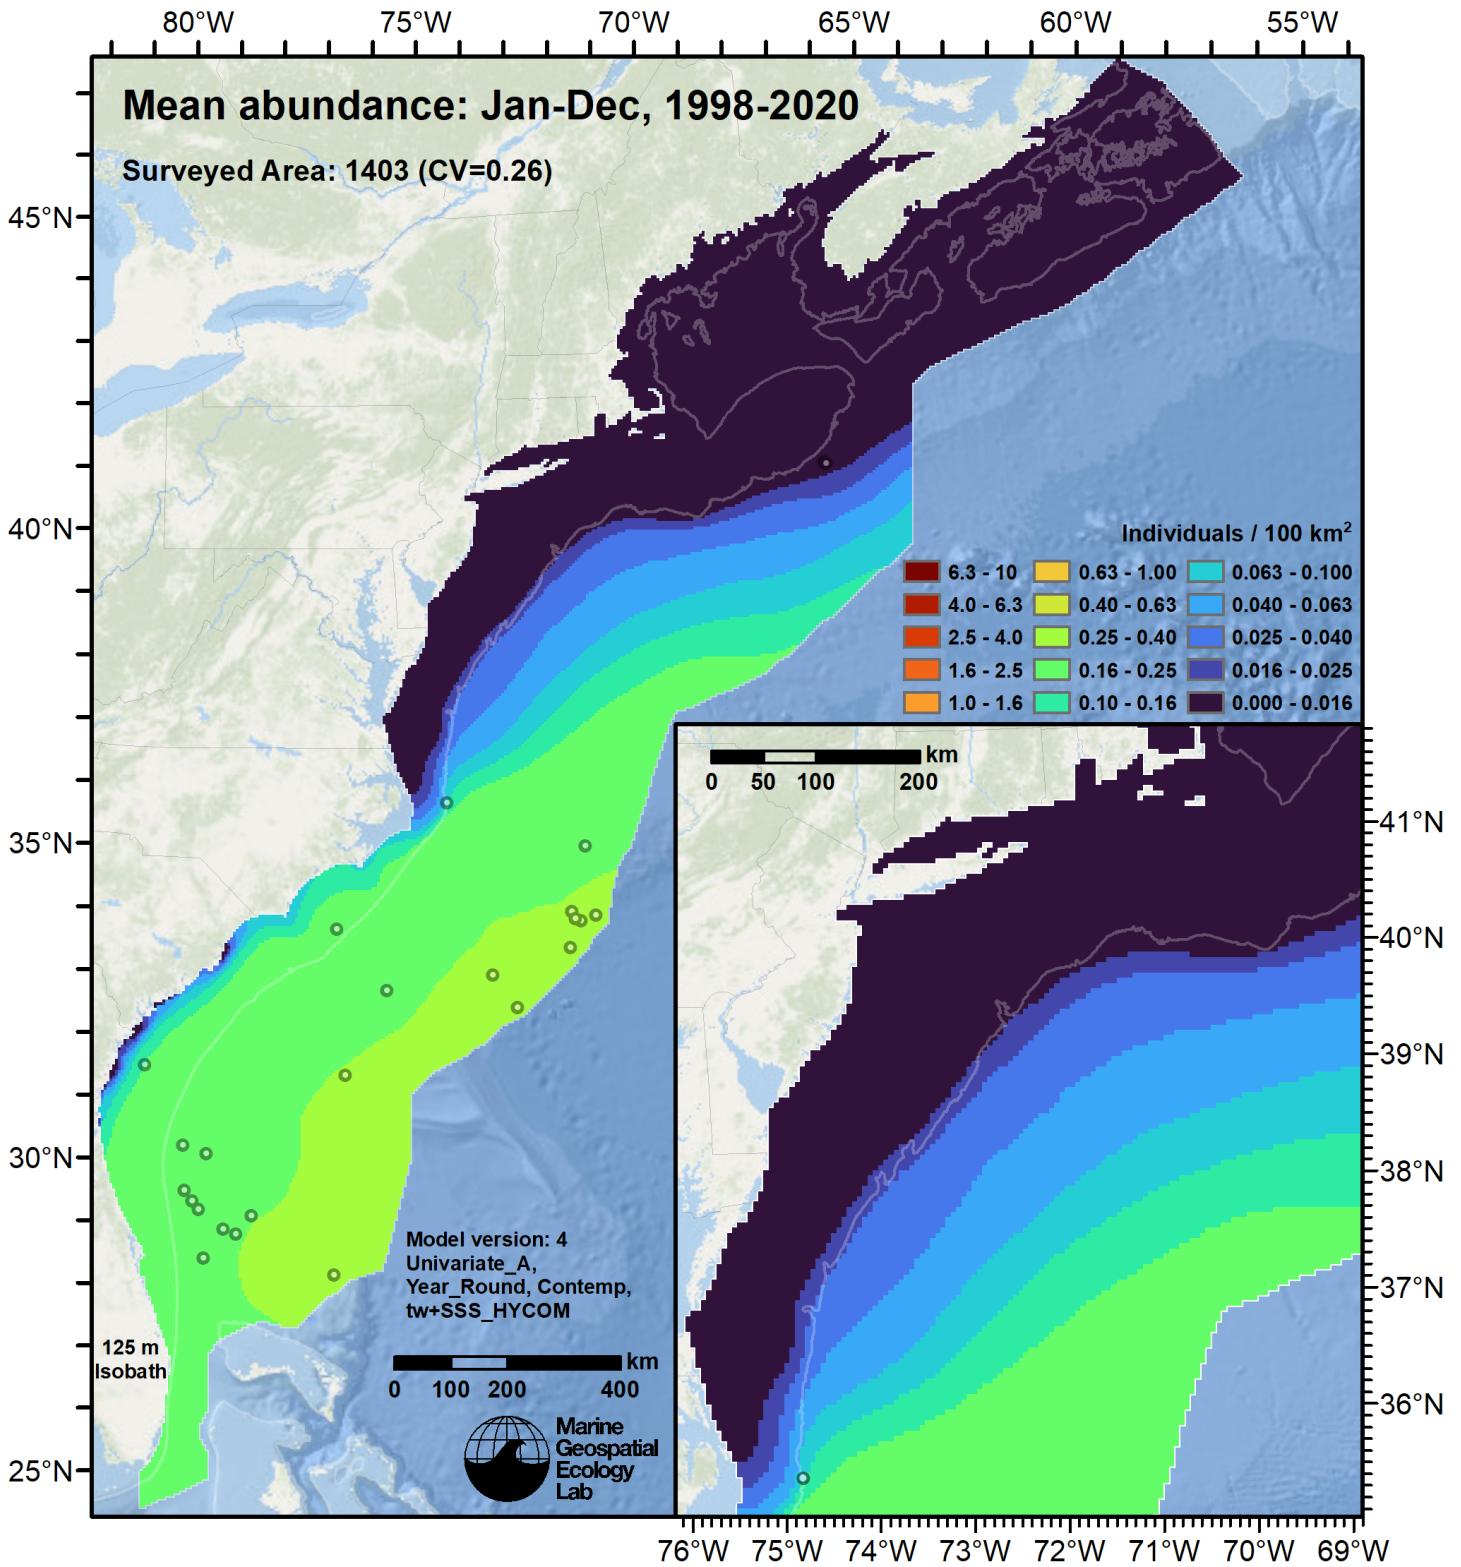 80°W 75°W 70°W 65°W 60°W 55°W
Mean abundance: Jan-Dec, 1998-2020
Surveyed Area: 1403 (CV=0.26)
45°N
40°N
35°N
30°N
25°N
Individuals / 100 km²
6.3 - 10 0.63 - 1.00 0.063 - 0.100
4.0 - 6.3 0.40 - 0.63 0.040 - 0.063
2.5 - 4.0 0.25 - 0.40 0.025 - 0.040
1.6 - 2.5 0.16 - 0.25 0.016 - 0.025
1.0 - 1.6 0.10 - 0.16 0.000 - 0.016
km
0 50 100 200
41°N
40°N
39°N
38°N
37°N
36°N
Model version: 4
Univariate_A,
Year_Round, Contemp,
tw+SSS_HYCOM
125 m
Isobath
km
0 100 200 400
Marine
Geospatial
Ecology
Lab
76°W 75°W 74°W 73°W 72°W 71°W 70°W 69°W